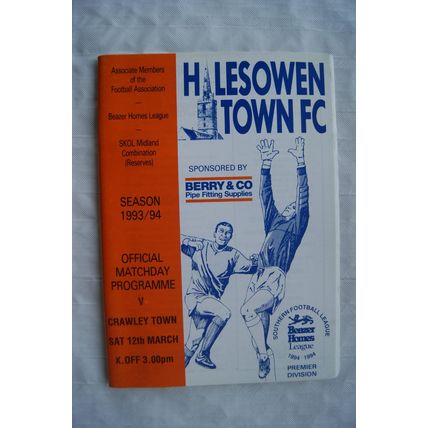 Associate Members
of the
Football Association
—
Beazer Homes League
—
SKOL Midland
Combination
(Reserves)
SEASON
1993/94
OFFICIAL
MATCHDAY
PROGRAMME
V
CRAWLEY TOWN
SAT 12th MARCH
K.OFF 3.00pm
H LESOWEN
TOWN FC
SPONSORED BY
BERRY & CO
Pipe Fitting Supplies
SOUTHERN FOOTBALL LEAGUE
Beazer
Homes
League
1894 1994
PREMIER
DIVISION